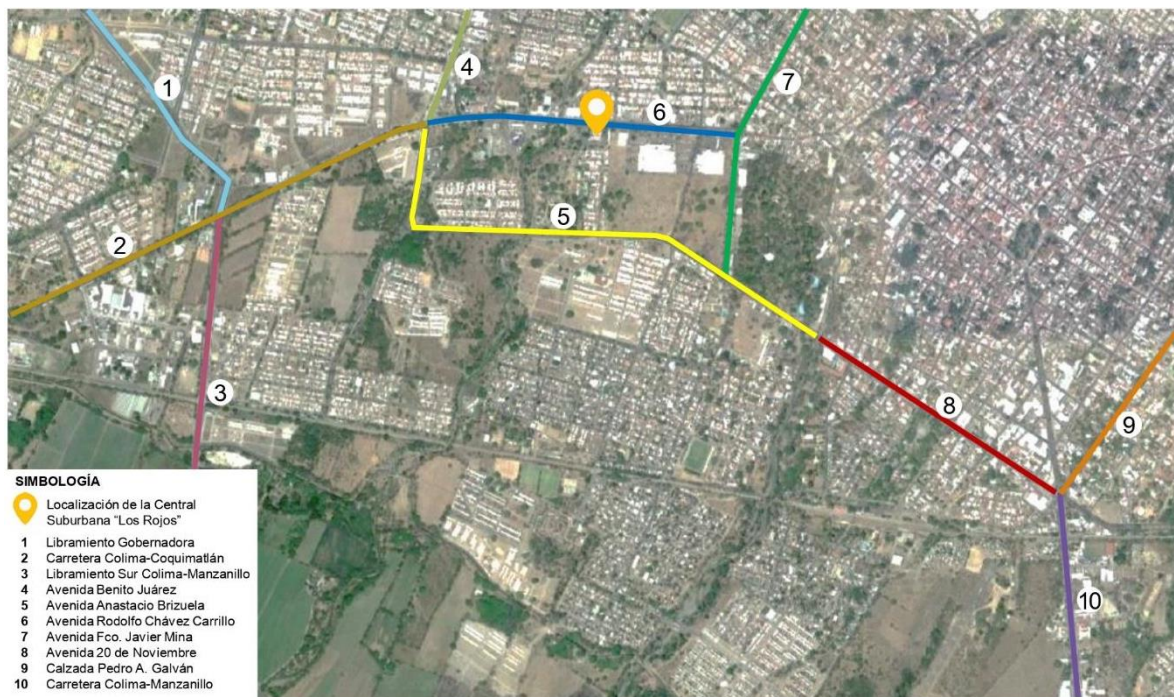 1
4
7
6
5
2
3
8
9
10
SIMBOLOGÍA
Localización de la Central
Suburbana "Los Rojos"
1 Libramiento Gobernadora
2 Carretera Colima-Coquimatlán
3 Libramiento Sur Colima-Manzanillo
4 Avenida Benito Juárez
5 Avenida Anastacio Brizuela
6 Avenida Rodolfo Chávez Carrillo
7 Avenida Fco. Javier Mina
8 Avenida 20 de Noviembre
9 Calzada Pedro A. Galván
10 Carretera Colima-Manzanillo